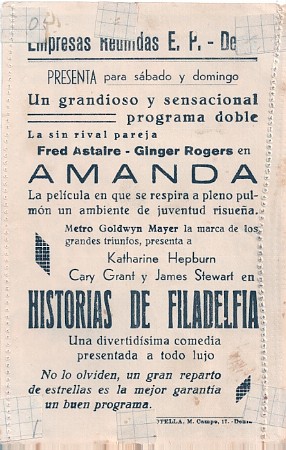 Empresas Reunidas E. P. - De
PRESENTA para sábado y domingo
Un grandioso y sensacional
programa doble
La sin rival pareja
Fred Astaire - Ginger Rogers en
AMANDA
La película en que se respira a pleno pul-
món un ambiente de juventud risueña.
Metro Goldwyn Mayer la marca de los
grandes triunfos, presenta a
Katharine Hepburn
Cary Grant y James Stewart en
HISTORIAS DE FILADELFIA
Una divertidísima comedia
presentada a todo lujo
No lo olviden, un gran reparto
de estrellas es la mejor garantía
un buen programa.
OTELLA. M. Campo, 17.-